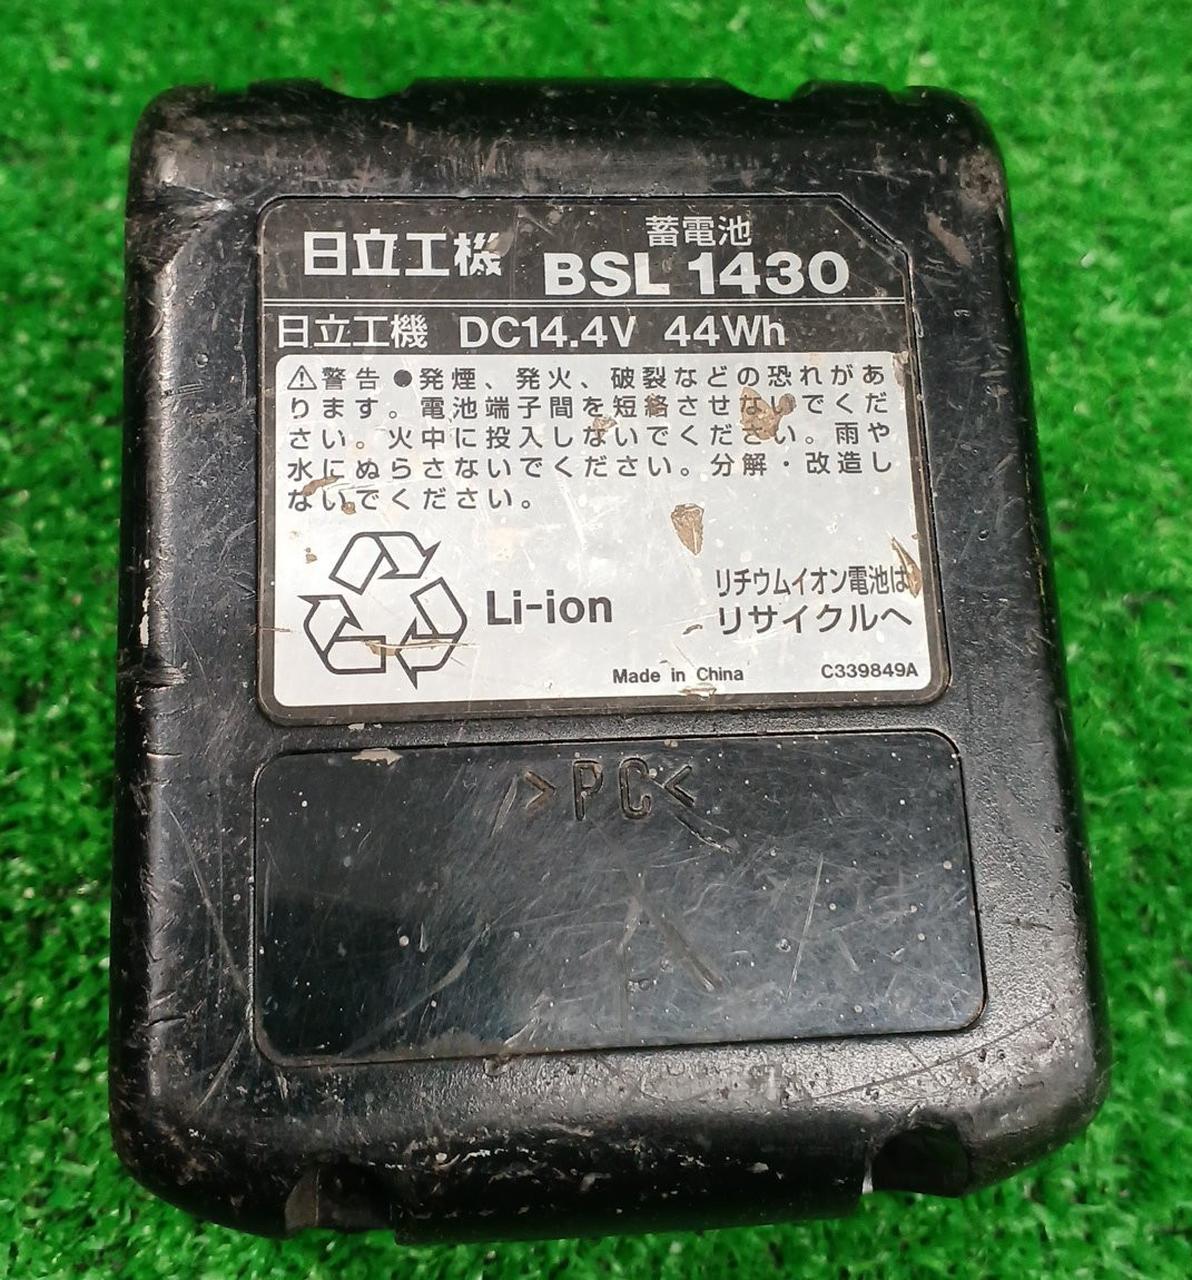 日立工機
蓄電池
BSL 1430
日立工機 DC14.4V 44Wh
⚠警告 ●発煙、発火、破裂などの恐れがあ
ります。電池端子間を短絡させないでくだ
さい。火中に投入しないでください。雨や
水にぬらさないでください。分解・改造し
ないでください。
Li-ion
リチウムイオン電池は
リサイクルへ
Made in China
C339849A
>PC<